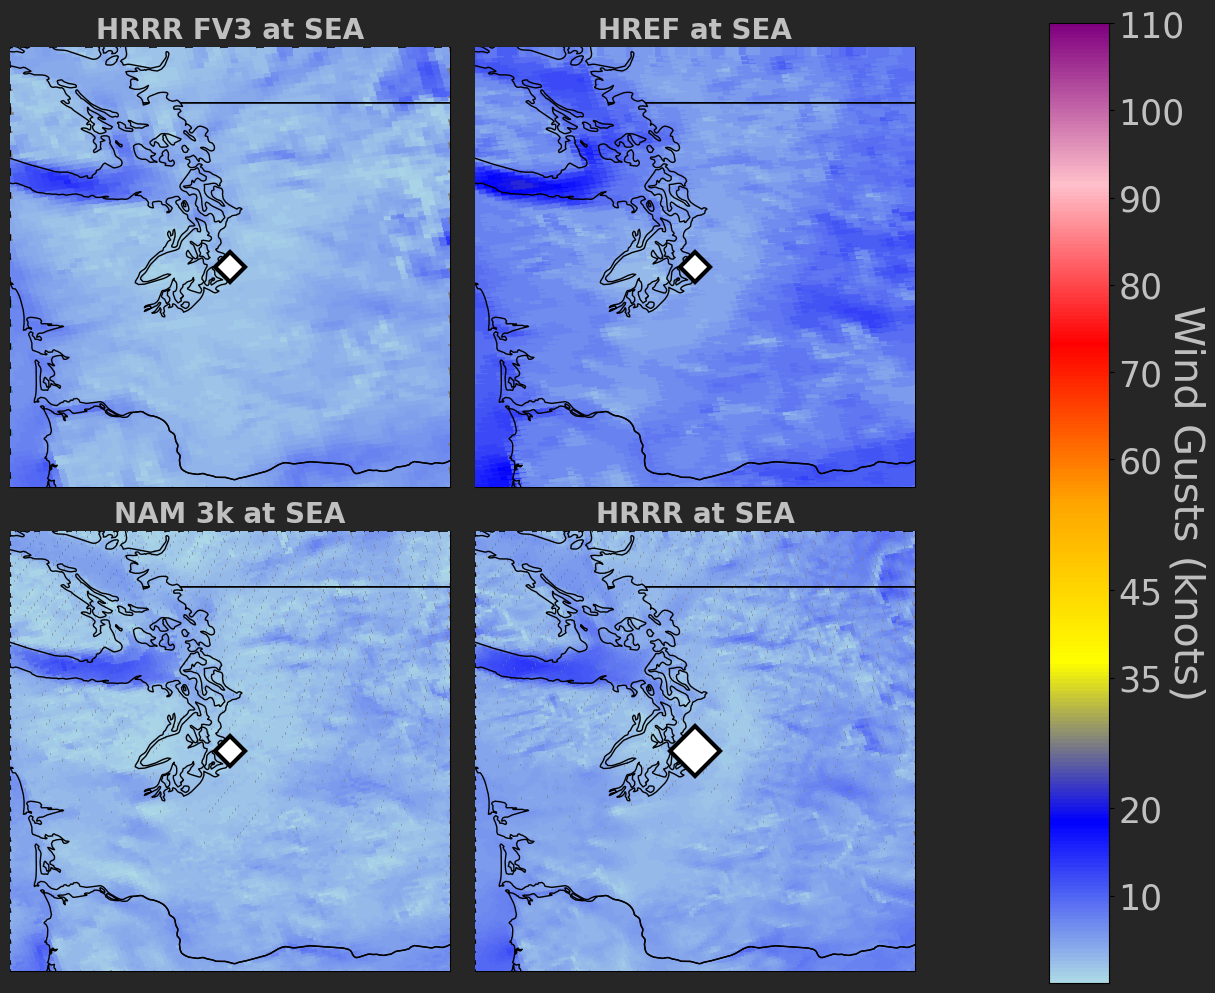 HRRR FV3 at SEA
HREF at SEA
NAM 3k at SEA
HRRR at SEA
110
100
90
80
70
60
45
35
20
10
Wind Gusts (knots)